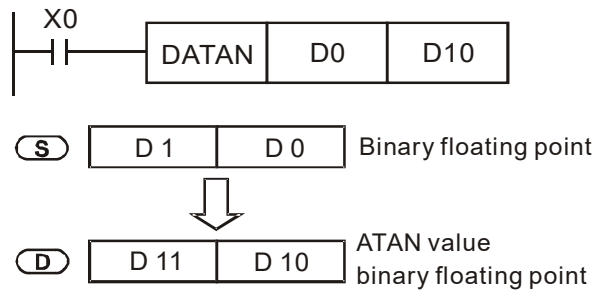 X0
DATAN D0 D10
S D 1 D 0 Binary floating point
D D 11 D 10 ATAN value
binary floating point